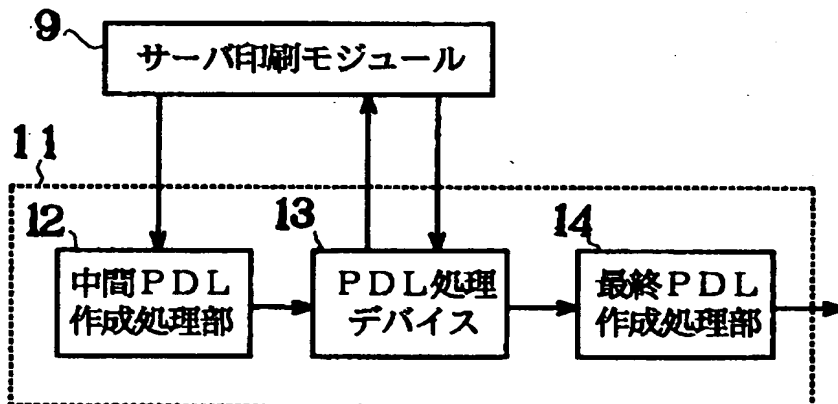 9
サーバ印刷モジュール
11
12
中間PDL
作成処理部
13
PDL処理
デバイス
14
最終PDL
作成処理部